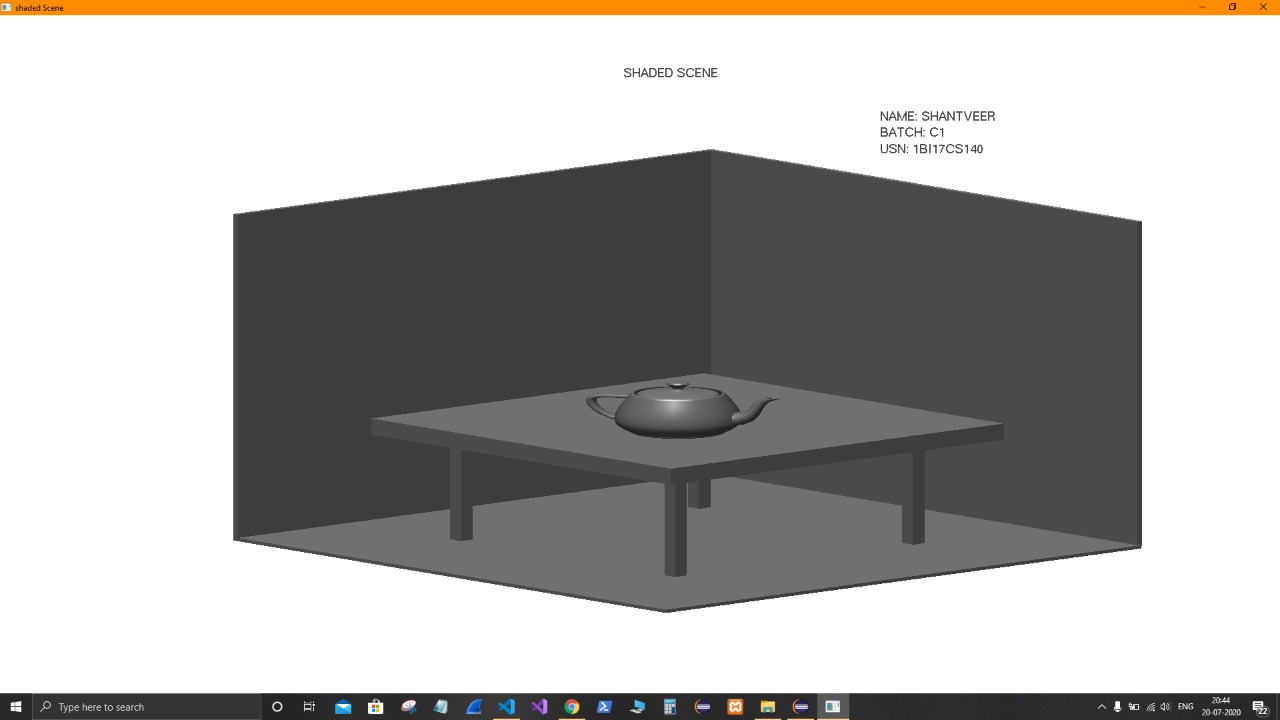 shaded Scene
SHADED SCENE
NAME: SHANTVEER
BATCH: C1
USN: 1BI17CS140
Type here to search
ENG
20:44
20-07-2020
22